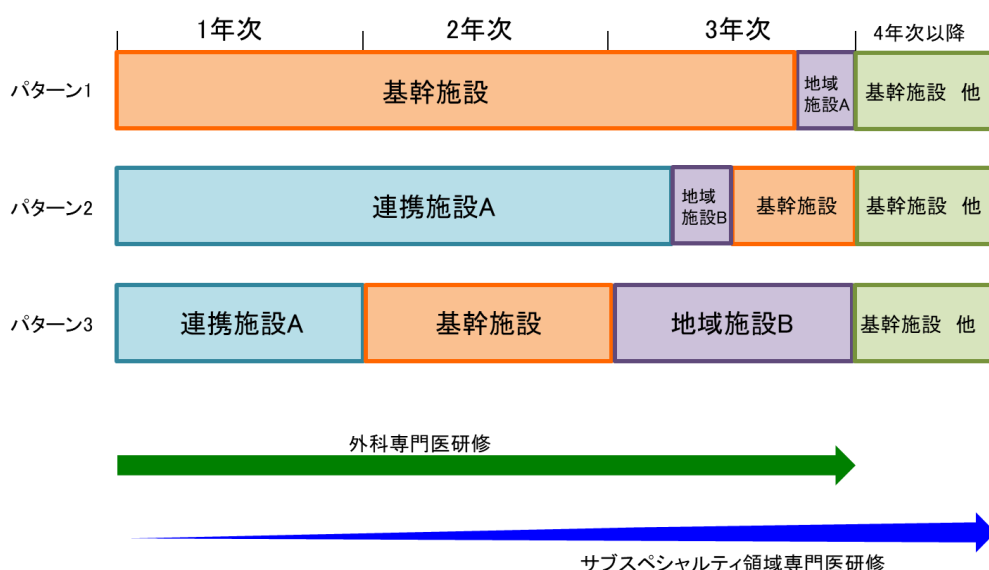 1年次 2年次 3年次 4年次以降
パターン1 基幹施設 地域
施設A 基幹施設 他
パターン2 連携施設A 地域
施設B 基幹施設 基幹施設 他
パターン3 連携施設A 基幹施設 地域施設B 基幹施設 他
外科専門医研修
サブスペシャルティ領域専門医研修